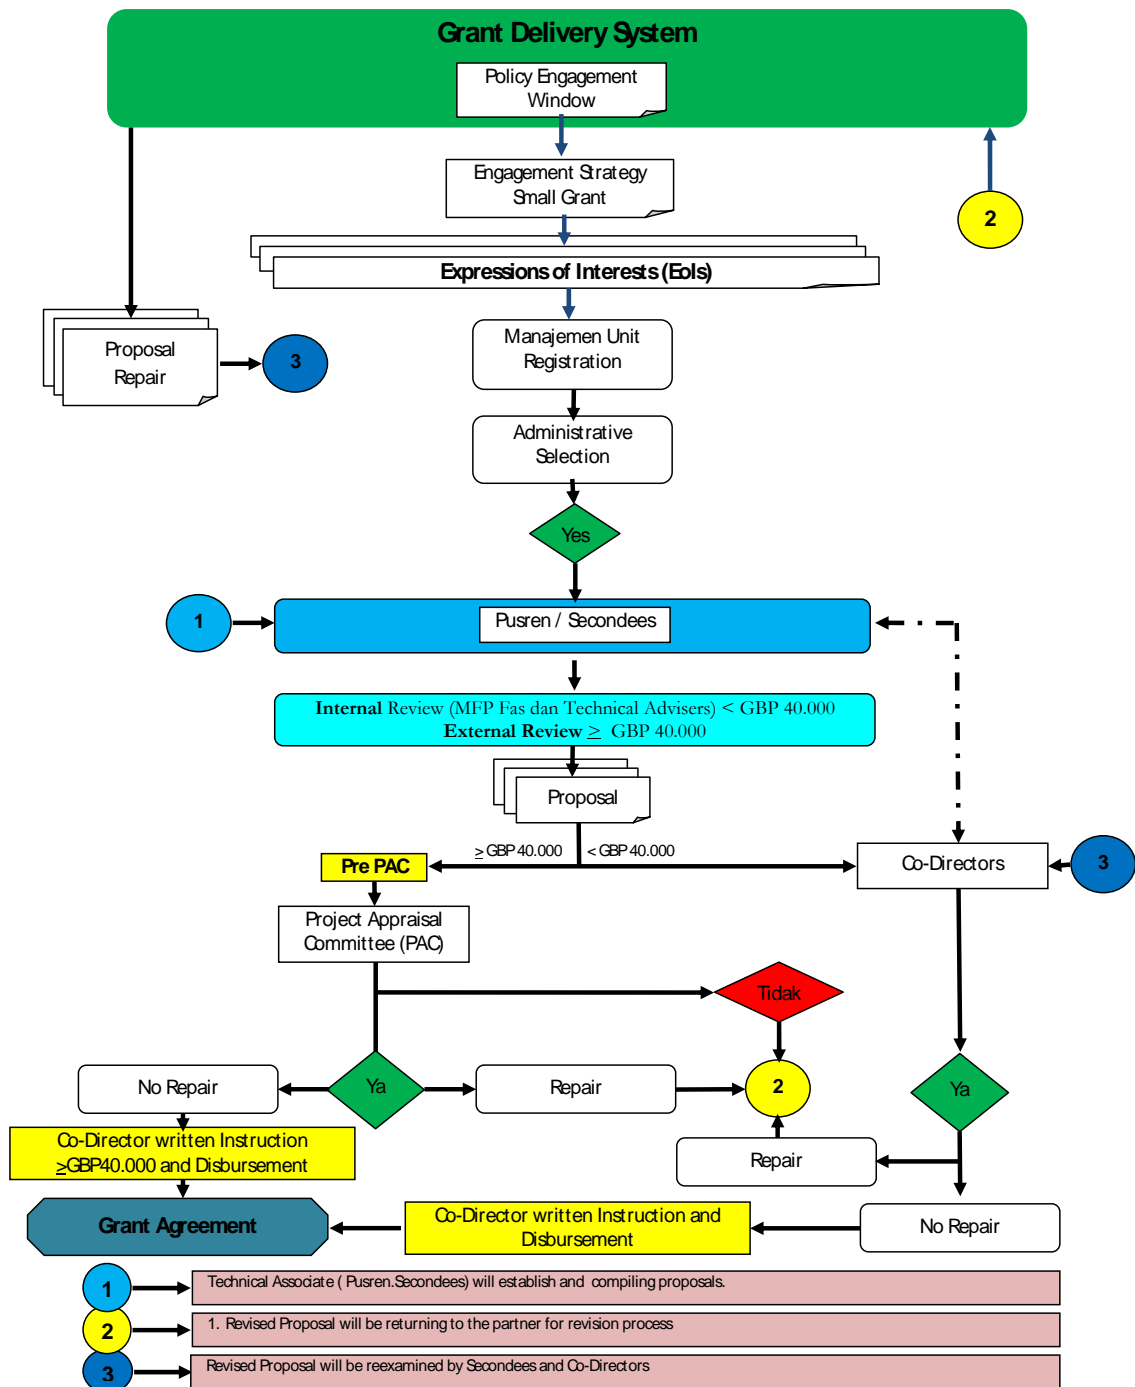 Grant Delivery System
Policy Engagement
Window
Engagement Strategy
Small Grant
2
Expressions of Interests (EoIs)
Manajemen Unit
Registration
Proposal
Repair
3
Administrative
Selection
Yes
1
Pusren / Secondees
Internal Review (MFP Fas dan Technical Advisers) < GBP 40.000
External Review ≥ GBP 40.000
Proposal
≥ GBP 40.000
< GBP 40.000
Pre PAC
Co-Directors
3
Project Appraisal
Committee (PAC)
Tidak
No Repair
Ya
Repair
2
Ya
Co-Director written Instruction
≥GBP40.000 and Disbursement
Repair
Grant Agreement
Co-Director written Instruction and
Disbursement
No Repair
1
Technical Associate ( Pusren.Secondees) will establish and compiling proposals.
2
1. Revised Proposal will be returning to the partner for revision process
3
Revised Proposal will be reexamined by Secondees and Co-Directors